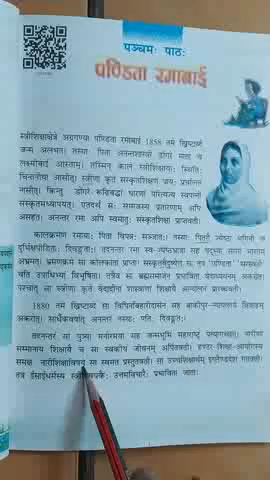 पञ्चमः पाठः
पण्डिता रमाबाई
स्त्रीशिक्षाक्षेत्रे अग्रगण्या पण्डिता रमाबाई 1858 तमे ख्रिष्टाब्दे
जन्म अलभत। तस्याः पिता अनन्तशास्त्री डोंगरे माता च
लक्ष्मीबाई आस्ताम्। तस्मिन् काले स्त्रीशिक्षायाः स्थितिः
चिन्तनीया आसीत्। स्त्रीणां कृते संस्कृतशिक्षणं प्रायः प्रचलितं
नासीत्। किन्तु डोंगरे रूढिबद्धां धारणां परित्यज्य स्वपत्नीं
संस्कृतमध्यापयत्। एतदर्थं सः समाजस्य प्रतारणाम् अपि
असहत। अनन्तरं रमा अपि स्वमातुः संस्कृतशिक्षां प्राप्तवती।
कालक्रमेण रमायाः पिता विपन्नः सञ्जातः। तस्याः पितरौ ज्येष्ठा भगिनी च
दुर्भिक्षपीडिताः दिवङ्गताः। तदनन्तरं रमा स्व-ज्येष्ठभ्रात्रा सह पद्भ्यां समग्रं भारतम्
अभ्रमत्। भ्रमणक्रमे सा कोलकातां प्राप्ता। संस्कृतवैदुष्येण सा तत्र 'पण्डिता' 'सरस्वती'
चेति उपाधिभ्यां विभूषिता। तत्रैव सा ब्रह्मसमाजेन प्रभाविता वेदाध्ययनम् अकरोत्।
पश्चात् सा स्त्रीणां कृते वेदादीनां शास्त्राणां शिक्षायै आन्दोलनं प्रारब्धवती।
1880 तमे ख्रिष्टाब्दे सा विपिनबिहारीदासेन सह बाकीपुर-न्यायालये विवाहम्
अकरोत्। सार्धैकवर्षात् अनन्तरं तस्याः पतिः दिवङ्गतः।
तदनन्तरं सा पुत्र्या मनोरमया सह जन्मभूमिं महाराष्ट्रं प्रत्यागच्छत्। नारीणां
सम्मानाय शिक्षायै च सा स्वकीयं जीवनम् अर्पितवती। हण्टर-शिक्षा-आयोगस्य
समक्षं नारीशिक्षाविषये सा स्वमतं प्रस्तुतवती। सा उच्चशिक्षार्थम् इंग्लैण्डदेशं गतवती।
तत्र ईसाईधर्मस्य उत्तमविचारैः प्रभाविता जाता।